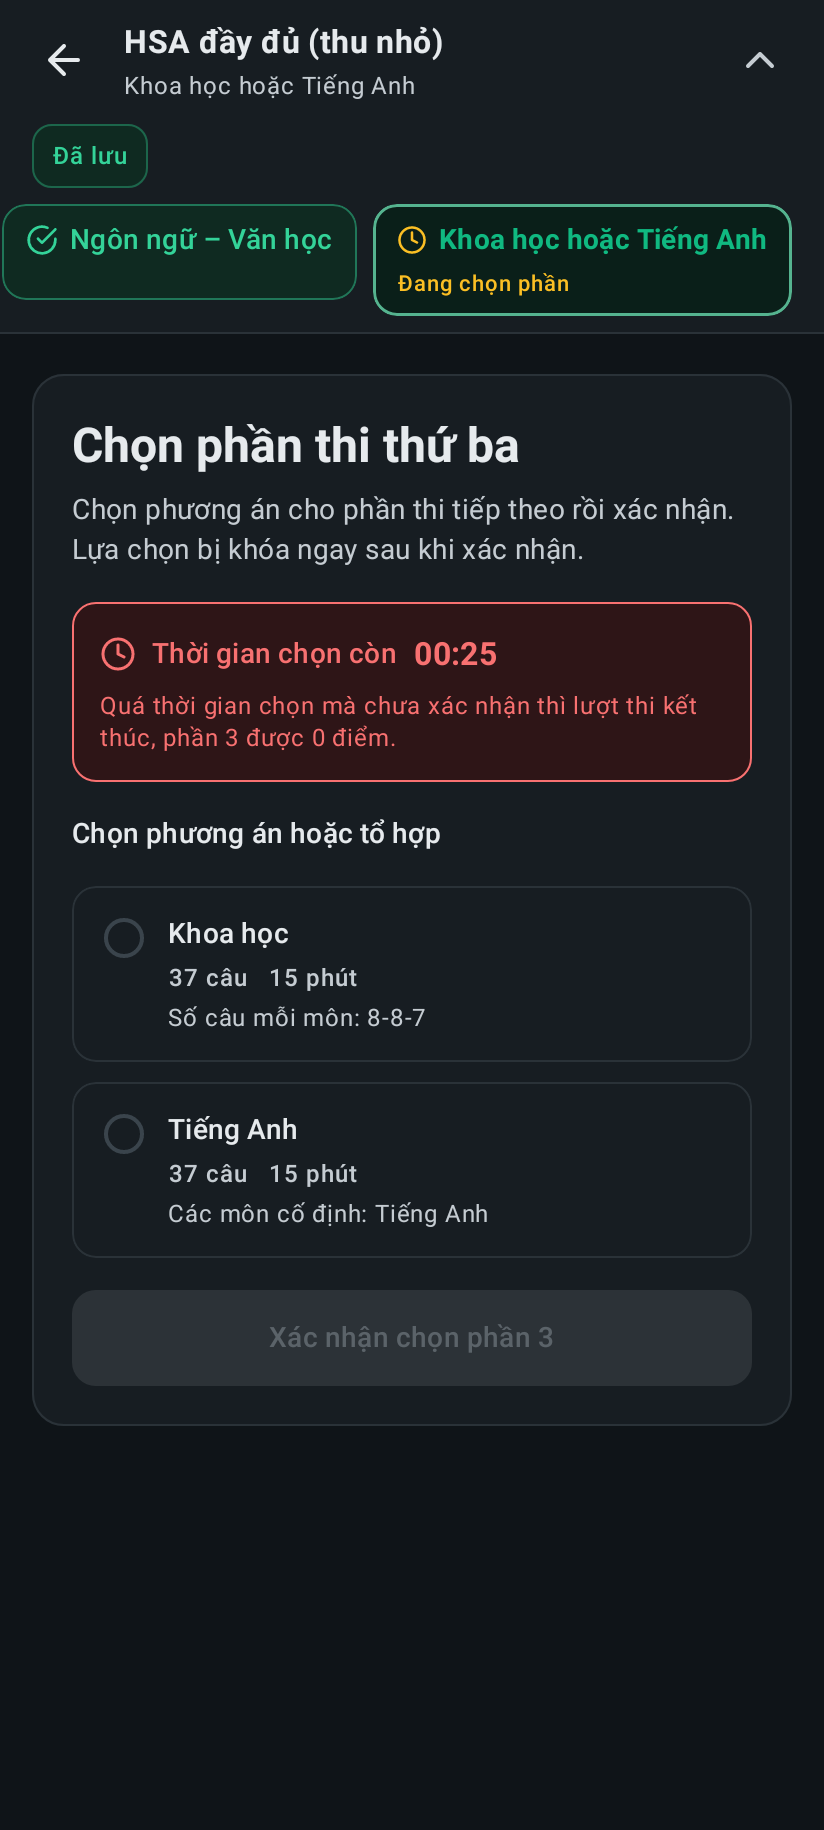 HSA đầy đủ (thu nhỏ)
Khoa học hoặc Tiếng Anh
Đã lưu
Ngôn ngữ – Văn học
Khoa học hoặc Tiếng Anh
Đang chọn phần
Chọn phần thi thứ ba
Chọn phương án cho phần thi tiếp theo rồi xác nhận.
Lựa chọn bị khóa ngay sau khi xác nhận.
Thời gian chọn còn 00:25
Quá thời gian chọn mà chưa xác nhận thì lượt thi kết
thúc, phần 3 được 0 điểm.
Chọn phương án hoặc tổ hợp
Khoa học
37 câu 15 phút
Số câu mỗi môn: 8-8-7
Tiếng Anh
37 câu 15 phút
Các môn cố định: Tiếng Anh
Xác nhận chọn phần 3